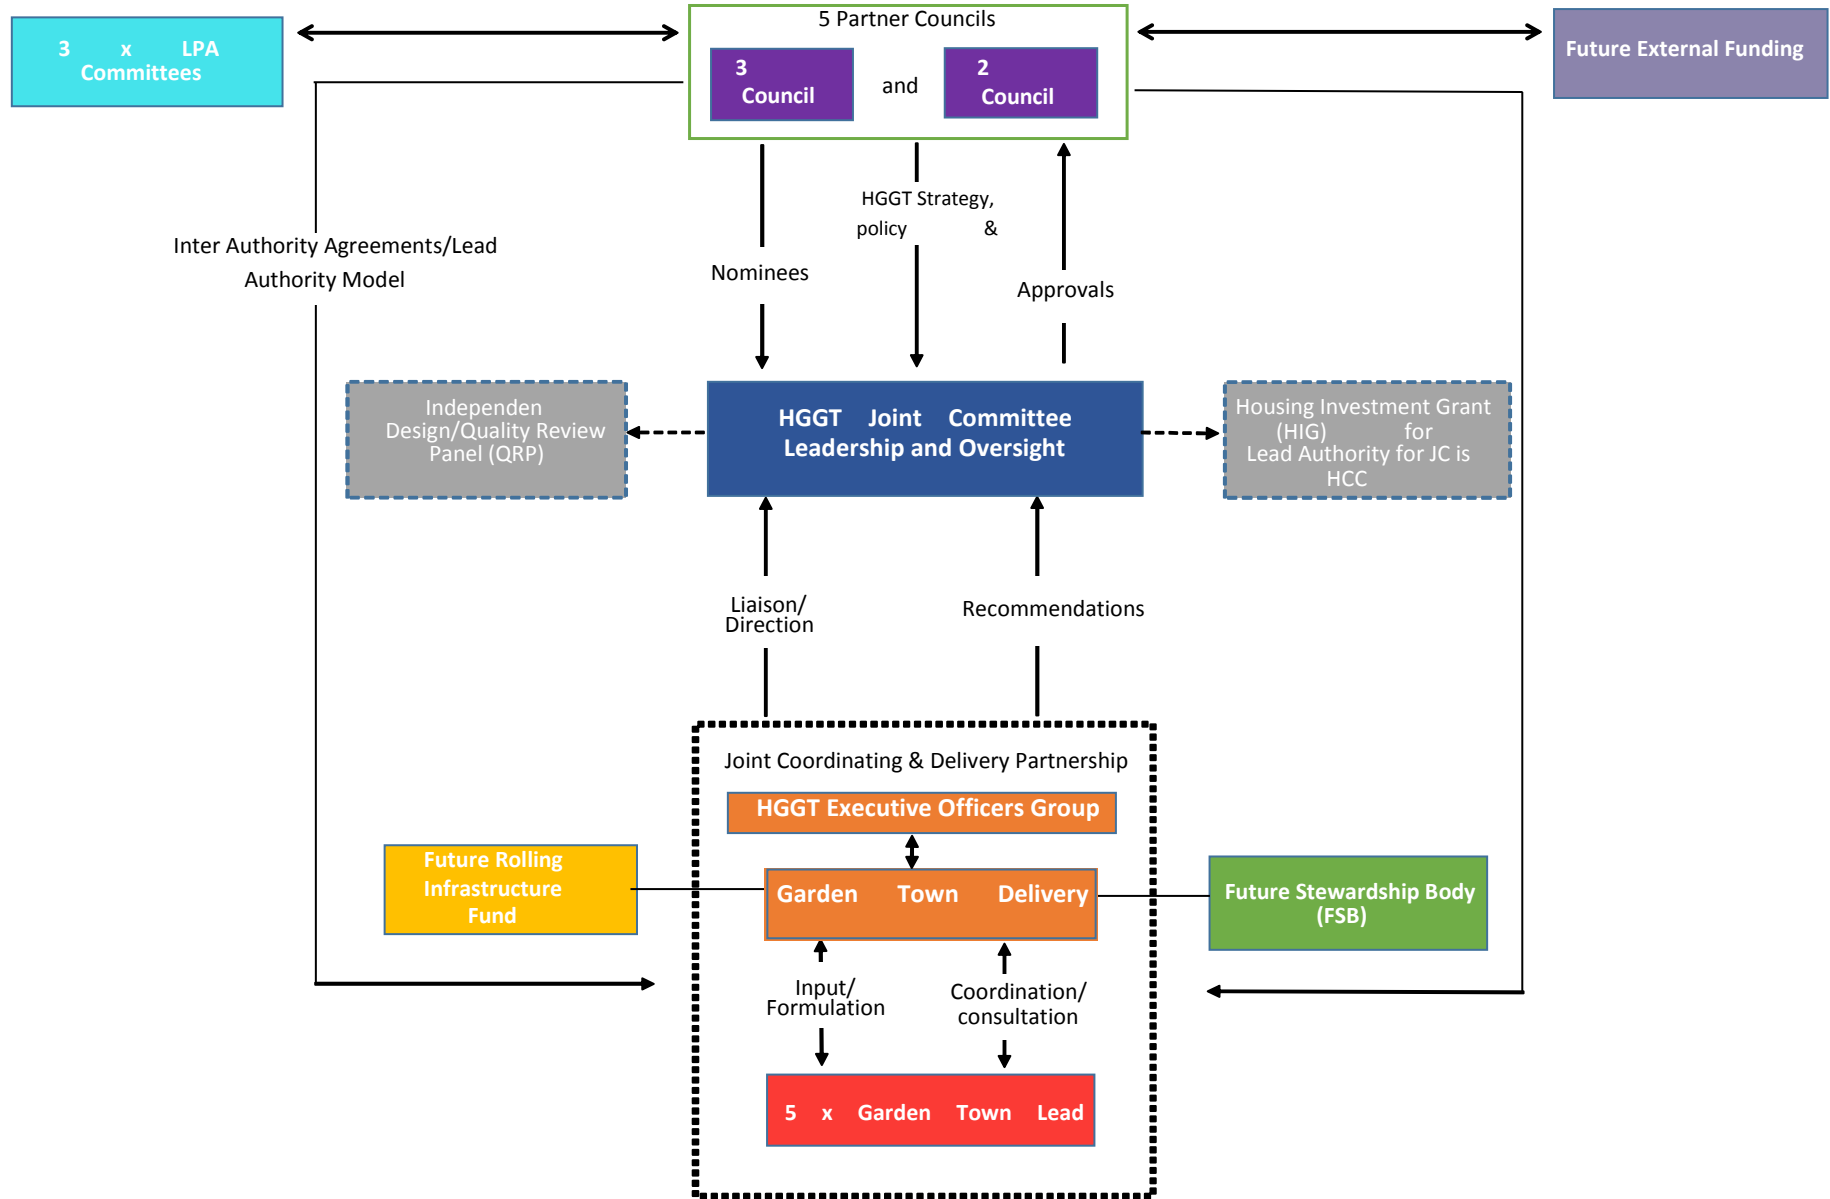 5 Partner Councils
3 x LPA
Committees
3
Council
and
2
Council
Future External Funding
HGGT Strategy,
policy &
Inter Authority Agreements/Lead
Authority Model
Nominees
Approvals
Independen
Design/Quality Review
Panel (QRP)
HGGT Joint Committee
Leadership and Oversight
Housing Investment Grant
(HIG) for
Lead Authority for JC is
HCC
Liaison/
Direction
Recommendations
Joint Coordinating & Delivery Partnership
HGGT Executive Officers Group
Future Rolling
Infrastructure
Fund
Garden Town Delivery
Future Stewardship Body
(FSB)
Input/
Formulation
Coordination/
consultation
5 x Garden Town Lead